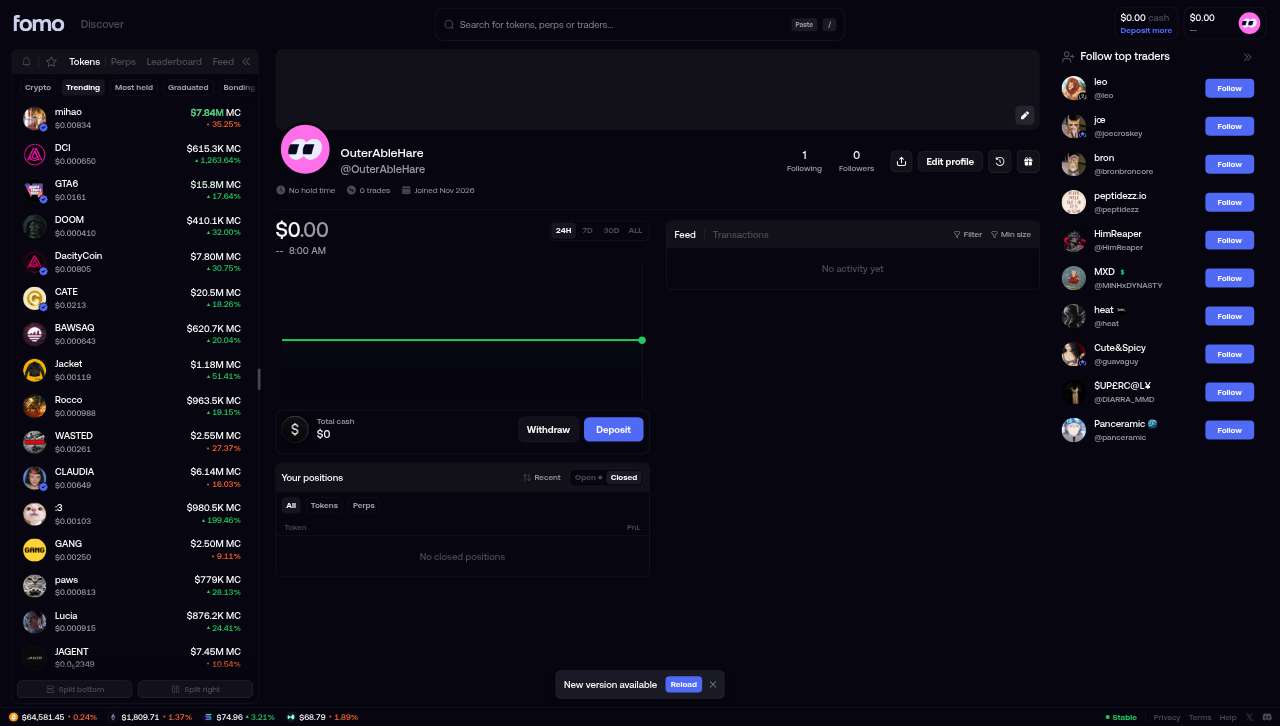 fomo
Discover
Search for tokens, perps or traders...
Paste
/
$0.00 cash
Deposit more
$0.00
—
Tokens
Perps
Leaderboard
Feed
Crypto
Trending
Most held
Graduated
Bonding
mihao
$7.84M MC
$0.00834
35.25%
DCI
$615.3K MC
$0.000650
1,263.64%
GTA6
$15.8M MC
$0.0161
17.64%
DOOM
$410.1K MC
$0.000410
32.00%
DacityCoin
$7.80M MC
$0.00805
30.75%
CATE
$20.5M MC
$0.0213
18.26%
BAWSAQ
$620.7K MC
$0.000643
20.04%
Jacket
$1.18M MC
$0.00119
51.41%
Rocco
$963.5K MC
$0.000988
19.15%
WASTED
$2.55M MC
$0.00261
27.37%
CLAUDIA
$6.14M MC
$0.00649
18.03%
:3
$980.5K MC
$0.00103
199.46%
GANG
$2.50M MC
$0.00250
9.11%
paws
$779K MC
$0.000813
28.13%
Lucia
$876.2K MC
$0.000915
24.41%
JAGENT
$7.45M MC
10.54%
Split bottom
Split right
OuterAbleHare
@OuterAbleHare
1
Following
0
Followers
Edit profile
No hold time
0 trades
Joined Nov 2026
$0.00
-- 8:00 AM
24H
7D
30D
ALL
Total cash
$0
Withdraw
Deposit
Your positions
Recent
Open
Closed
All
Tokens
Perps
Token
PnL
No closed positions
Feed
Transactions
Filter
Min size
No activity yet
Follow top traders
leo
@leo
Follow
jce
@joecroskey
Follow
bron
@bronbroncore
Follow
peptidezz.io
@peptidezz
Follow
HimReaper
@HimReaper
Follow
MXD
@MINHxDYNASTY
Follow
heat
@heat
Follow
Cute&Spicy
@guavaguy
Follow
$UP£RC@L¥
@DIARRA_MMD
Follow
Panceramic
@panceramic
Follow
New version available
Reload
$64,581.45
0.24%
$1,809.71
1.37%
$74.96
3.21%
$68.79
1.89%
Stable
Privacy
Terms
Help